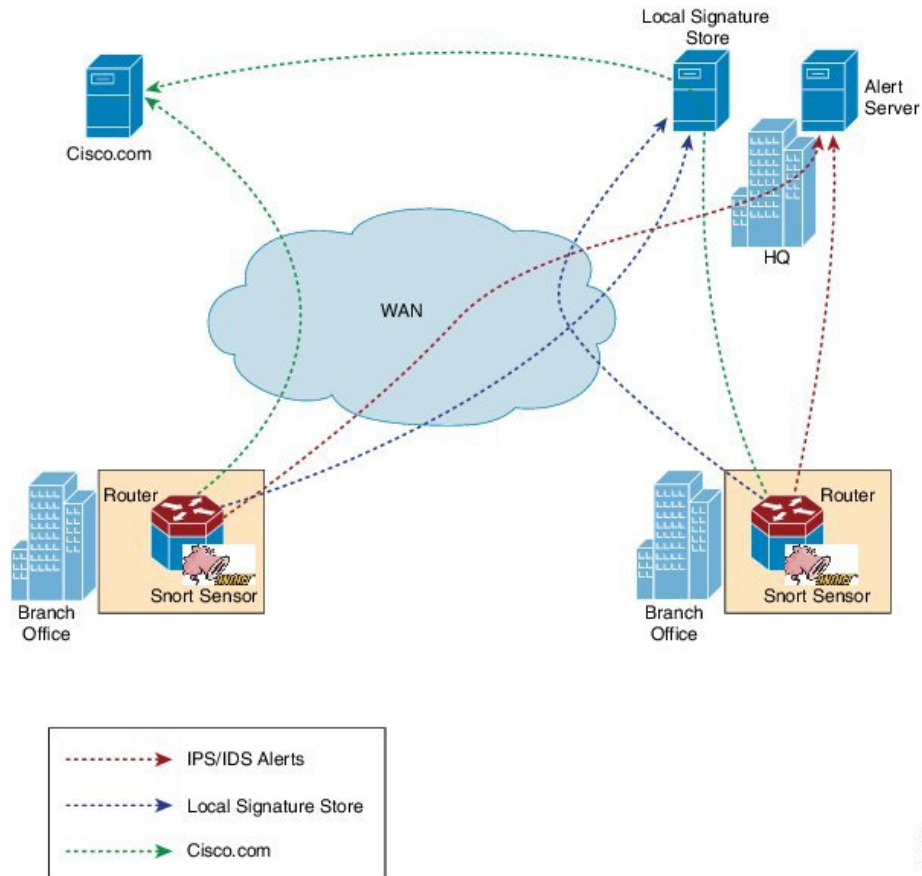 Local Signature
Store
Alert
Server
Cisco.com
HQ
WAN
Router
Snort Sensor
Branch
Office
Router
Snort Sensor
Branch
Office
IPS/IDS Alerts
Local Signature Store
Cisco.com